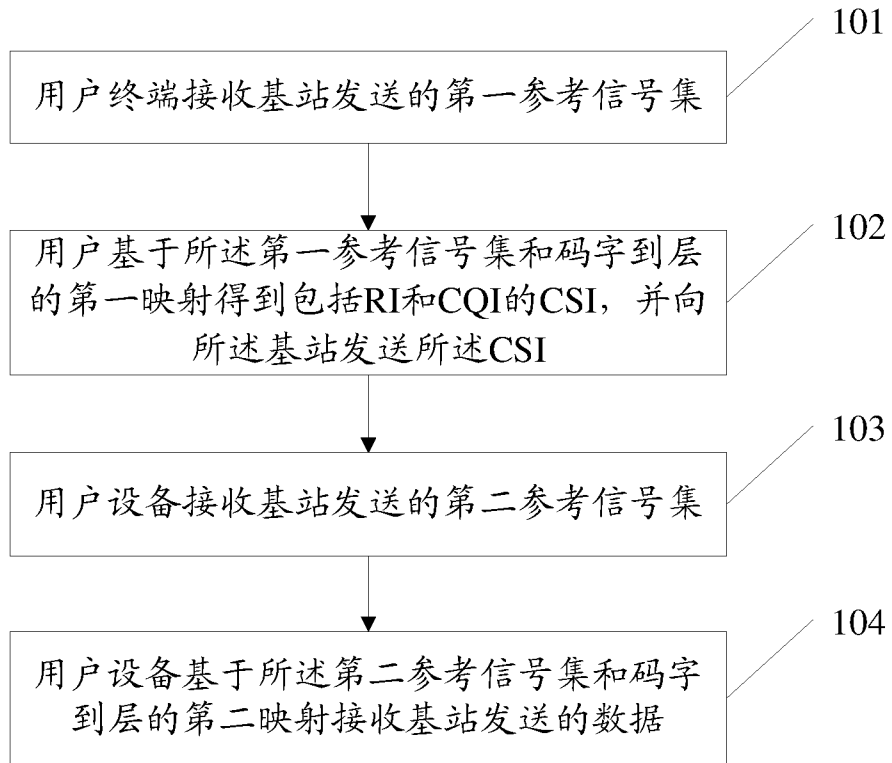 101
用户终端接收基站发送的第一参考信号集
102
用户基于所述第一参考信号集和码字到层
的第一映射得到包括RI和CQI的CSI，并向
所述基站发送所述CSI
103
用户设备接收基站发送的第二参考信号集
104
用户设备基于所述第二参考信号集和码字
到层的第二映射接收基站发送的数据